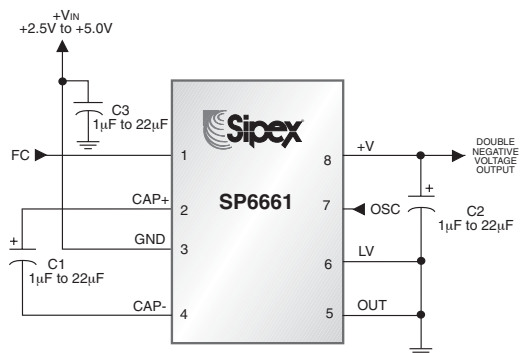 +VIN
+2.5V to +5.0V
C3
1µF to 22µF
Sipex
FC
1
+V
8
DOUBLE
NEGATIVE
VOLTAGE
OUTPUT
CAP+
2
SP6661
7
OSC
+
C2
1µF to 22µF
GND
3
+
C1
1µF to 22µF
6
LV
CAP-
4
5
OUT